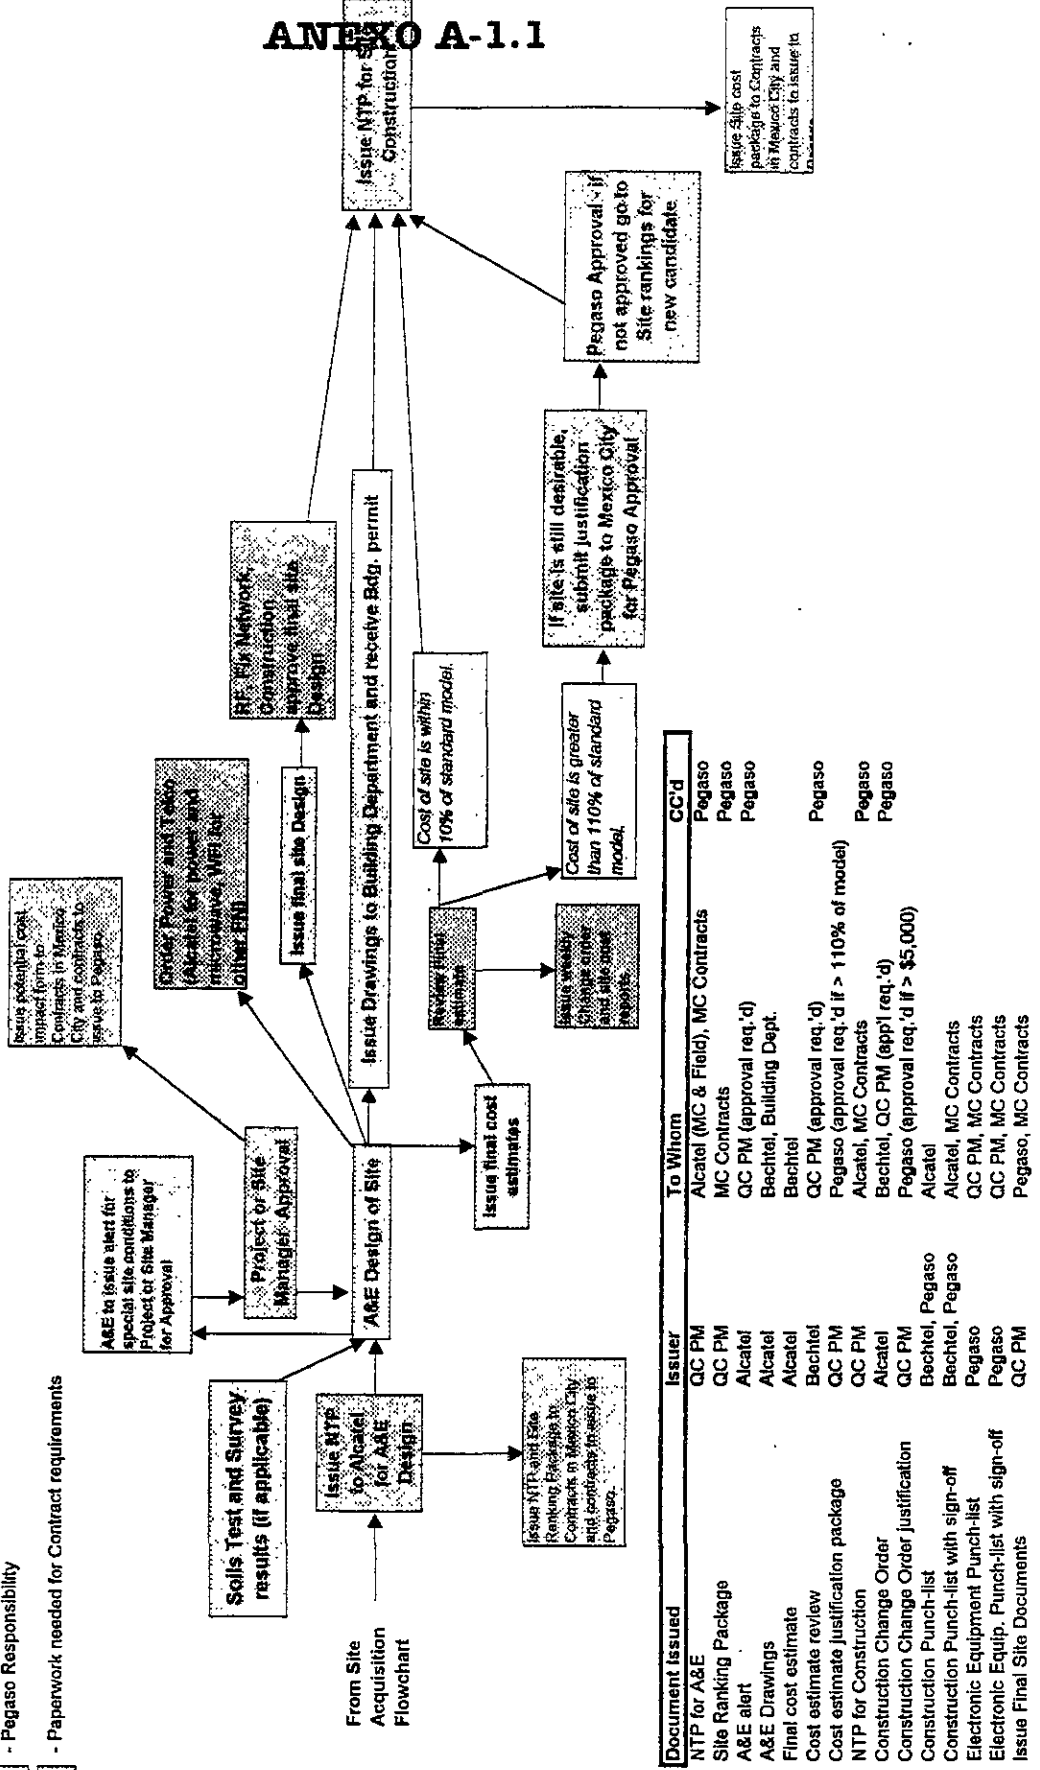 ANEXO A-1.1
- Pegaso Responsibility
- Paperwork needed for Contract requirements
From Site
Acquisition
Flowchart
Soils Test and Survey
results (if applicable)
Issue NTP
to Alcatel
for A&E
Design
Issue NTP and Site
Ranking Package to
Contracts in Mexico City
and contracts to issue to
Pegaso.
A&E to issue alert for
special site conditions to
Project or Site Manager
for Approval
Project or Site
Manager Approval
A&E Design of Site
Issue potential cost
impact form to
Contracts in Mexico
City and contracts to
issue to Pegaso.
Order Power and Telco
(Alcatel for power and
microwave, WFI for
other FNI)
Issue final site Design
RF, Fix Network,
Construction
approve final site
Design
Issue Drawings to Building Department and receive Bdg. permit
Issue final cost
estimates
Review final
estimate
Issue weekly
Change order
and site cost
reports
Cost of site is within
10% of standard model.
Cost of site is greater
than 110% of standard
model.
If site is still desirable,
submit justification
package to Mexico City
for Pegaso Approval
Pegaso Approval - if
not approved go to
Site rankings for
new candidate
Issue NTP for Site
Construction
Issue Site cost
package to Contracts
in Mexico City and
contracts to issue to
Document Issued Issuer To Whom CC'd
NTP for A&E QC PM Alcatel (MC & Field), MC Contracts Pegaso
Site Ranking Package QC PM MC Contracts Pegaso
A&E alert Alcatel QC PM (approval req.'d) Pegaso
A&E Drawings Alcatel Bechtel, Building Dept.
Final cost estimate Alcatel Bechtel
Cost estimate review Bechtel QC PM (approval req.'d) Pegaso
Cost estimate justification package QC PM Pegaso (approval req.'d if > 110% of model)
NTP for Construction QC PM Alcatel, MC Contracts Pegaso
Construction Change Order Alcatel Bechtel, QC PM (app'l req.'d) Pegaso
Construction Change Order justification QC PM Pegaso (approval req.'d if > $5,000)
Construction Punch-list Bechtel, Pegaso Alcatel
Construction Punch-list with sign-off Bechtel, Pegaso Alcatel, MC Contracts
Electronic Equipment Punch-list Pegaso QC PM, MC Contracts
Electronic Equip. Punch-list with sign-off Pegaso QC PM, MC Contracts
Issue Final Site Documents QC PM Pegaso, MC Contracts